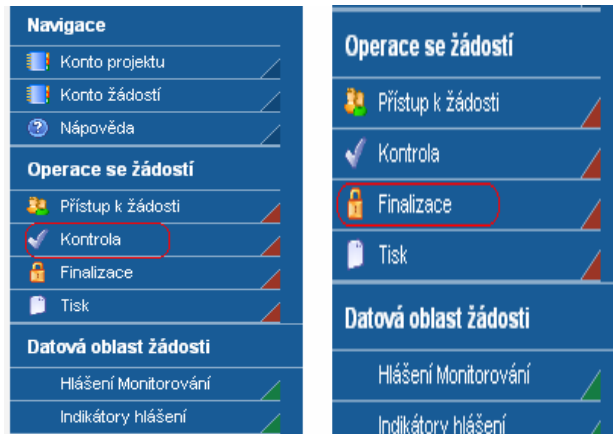 Navigace
Konto projektu
Konto žádostí
Nápověda
Operace se žádostí
Přístup k žádosti
Kontrola
Finalizace
Tisk
Datová oblast žádosti
Hlášení Monitorování
Indikátory hlášení
Operace se žádostí
Přístup k žádosti
Kontrola
Finalizace
Tisk
Datová oblast žádosti
Hlášení Monitorování
Indikátory hlášení